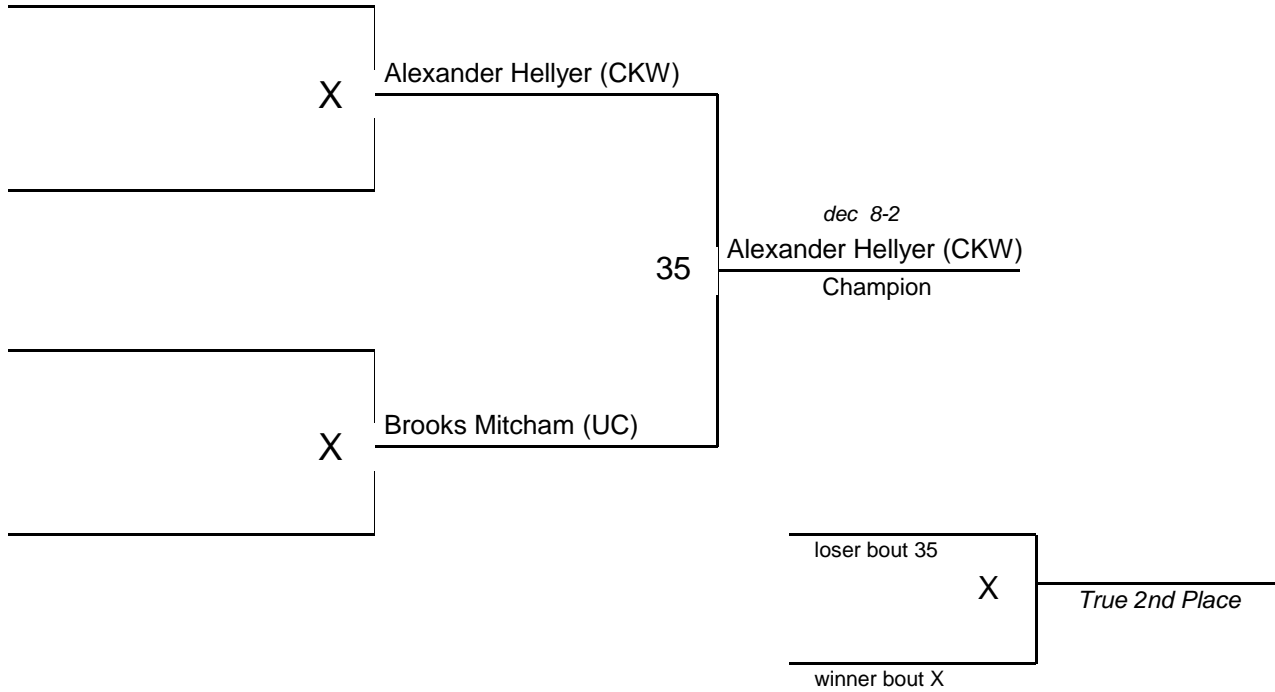 Alexander Hellyer (CKW)
X
dec 8-2
Alexander Hellyer (CKW)
35
Champion
Brooks Mitcham (UC)
X
loser bout 35
X
True 2nd Place
winner bout X